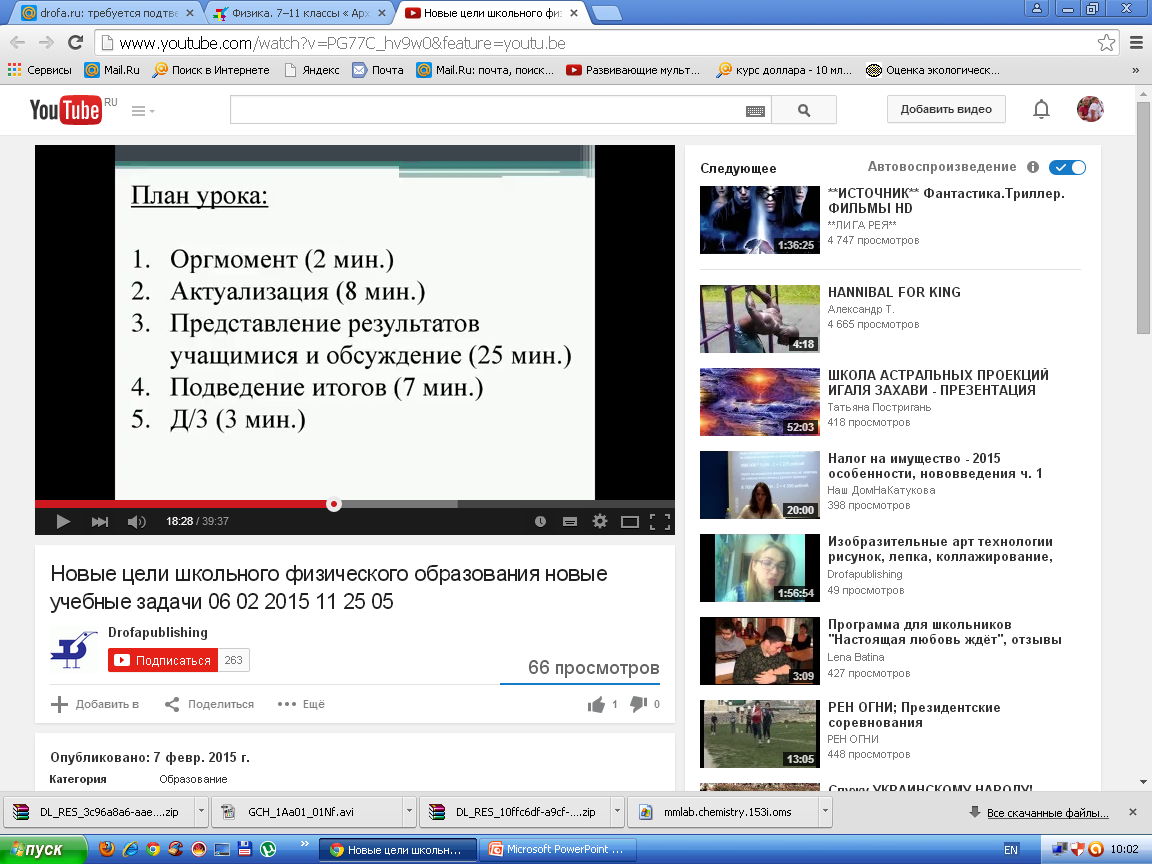 drofa.ru: требуется подтве
Физика. 7–11 классы « Арх
Новые цели школьного физ
www.youtube.com/watch?v=PG77C_hv9w0&feature=youtu.be
Сервисы
Mail.Ru
Поиск в Интернете
Яндекс
Почта
Mail.Ru: почта, поиск...
Развивающие мульт...
курс доллара - 10 мл...
Оценка экологическ...
»
YouTube RU
Добавить видео
План урока:
1. Оргмомент (2 мин.)
2. Актуализация (8 мин.)
3. Представление результатов
учащимися и обсуждение (25 мин.)
4. Подведение итогов (7 мин.)
5. Д/З (3 мин.)
18:28 / 39:37
Новые цели школьного физического образования новые
учебные задачи 06 02 2015 11 25 05
Drofapublishing
Подписаться 263
66 просмотров
Добавить в
Поделиться
Ещё
1
0
Опубликовано: 7 февр. 2015 г.
Категория Образование
Следующее
Автовоспроизведение
**ИСТОЧНИК** Фантастика.Триллер.
ФИЛЬМЫ HD
**ЛИГА РЕЯ**
4 747 просмотров
1:36:25
HANNIBAL FOR KING
Александр Т.
4 665 просмотров
4:18
ШКОЛА АСТРАЛЬНЫХ ПРОЕКЦИЙ
ИГАЛЯ ЗАХАВИ - ПРЕЗЕНТАЦИЯ
Татьяна Постригань
418 просмотров
52:03
Налог на имущество - 2015
особенности, нововведения ч. 1
Наш ДомНаКатукова
398 просмотров
20:00
Изобразительные арт технологии
рисунок, лепка, коллажирование,
Drofapublishing
49 просмотров
1:56:54
Программа для школьников
"Настоящая любовь ждёт", отзывы
Lena Batina
427 просмотров
3:09
РЕН ОГНИ; Президентские
соревнования
РЕН ОГНИ
448 просмотров
13:05
DL_RES_3c96a8a6-aae....zip
GCH_1Aa01_01Nf.avi
DL_RES_10ffc6df-a9cf-....zip
mmlab.chemistry.153i.oms
Все скачанные файлы...
пуск
»
Новые цели школьн...
Microsoft PowerPoint ...
EN
10:02